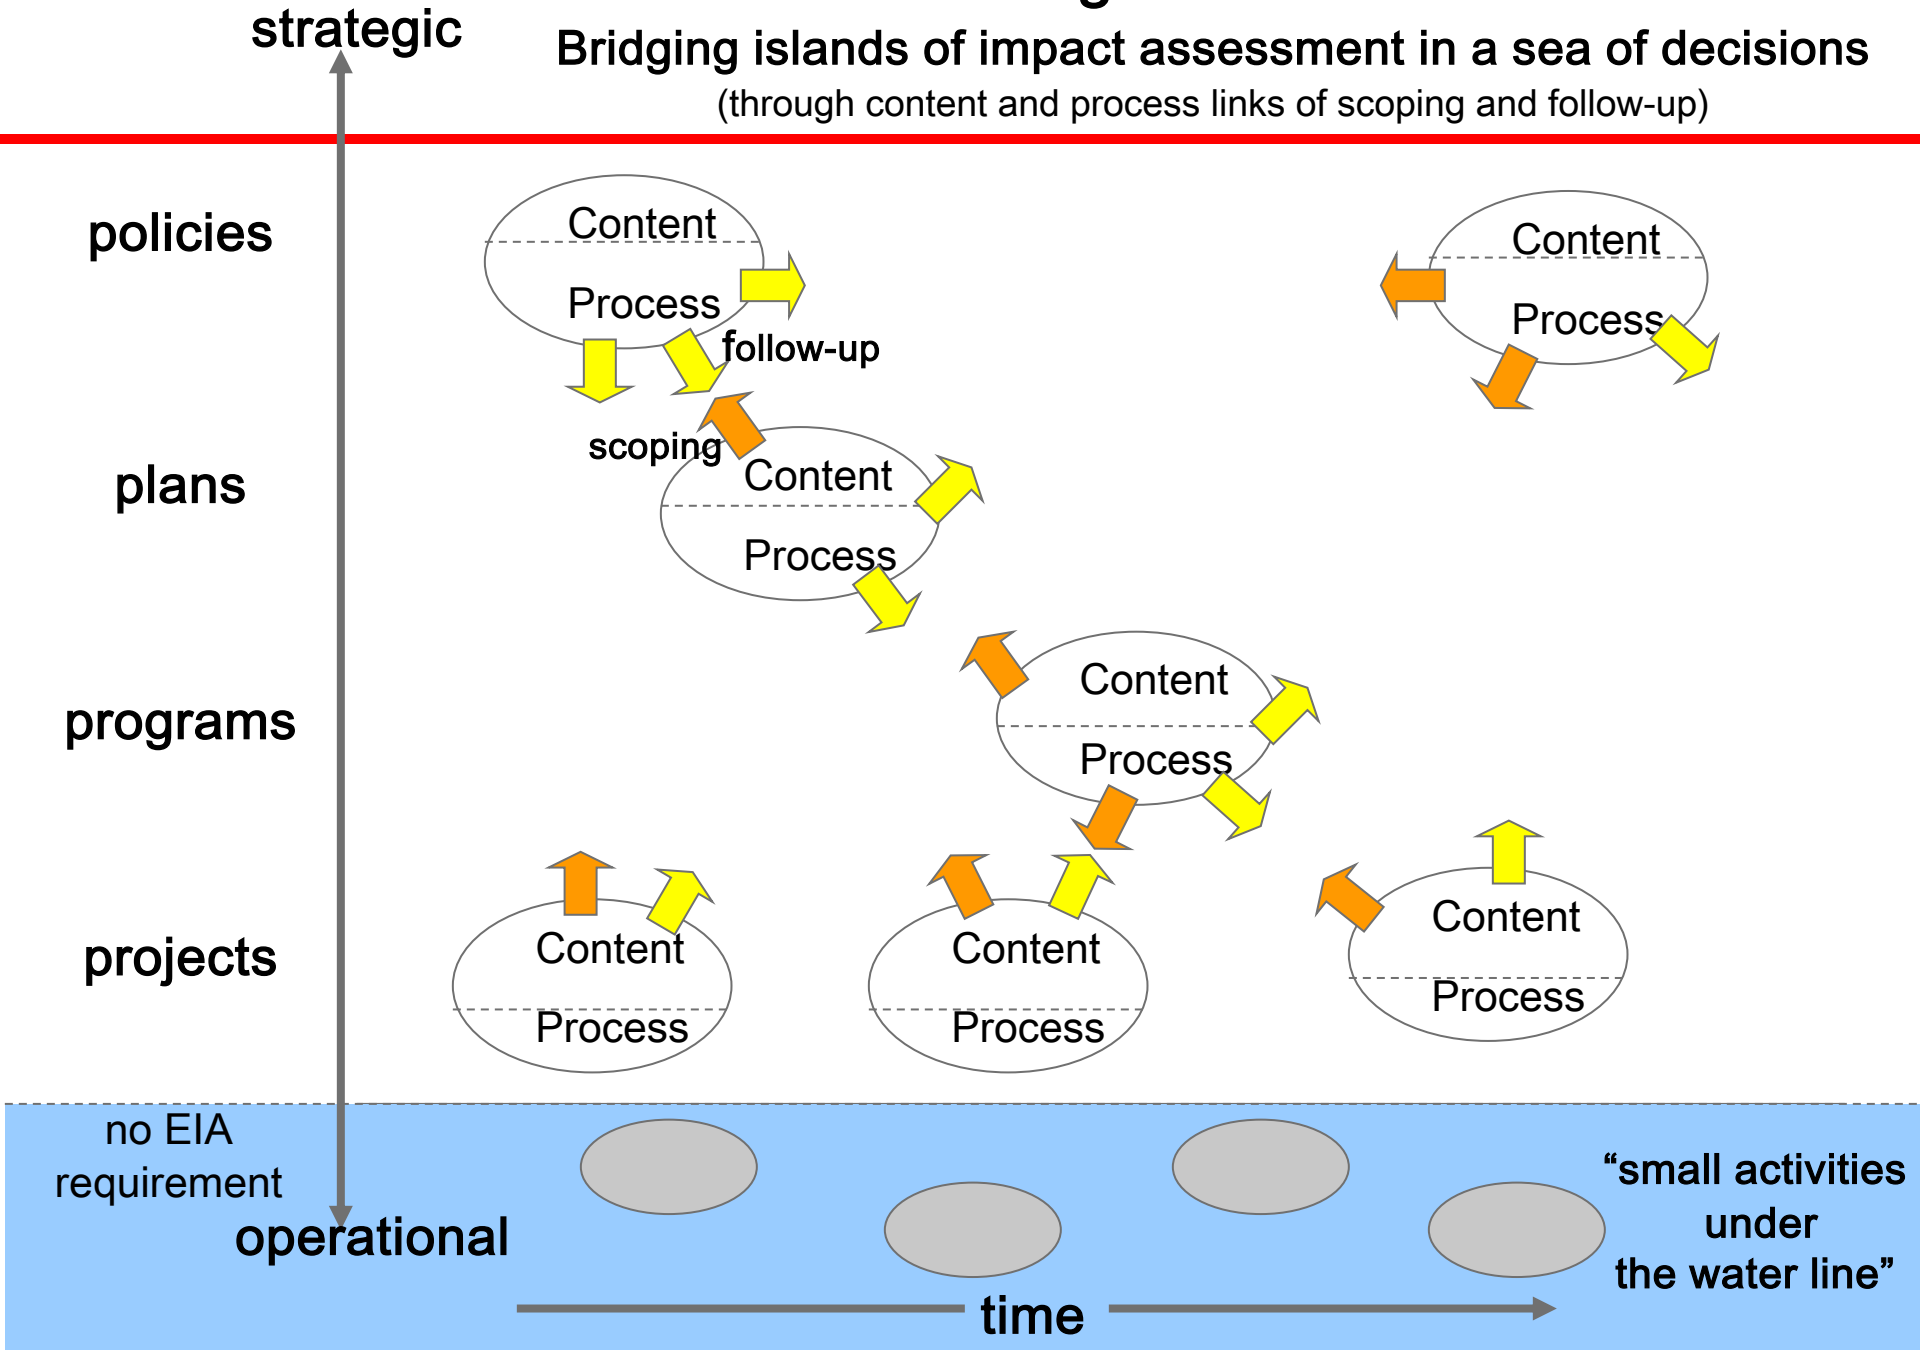 strategic
Bridging islands of impact assessment in a sea of decisions
(through content and process links of scoping and follow-up)
policies
Content
Process
Content
Process
follow-up
scoping
plans
Content
Process
programs
Content
Process
projects
Content
Process
Content
Process
Content
Process
no EIA
requirement
operational
“small activities
under
the water line”
time